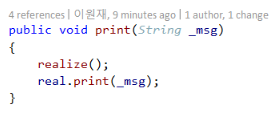 4 references | 이원재, 9 minutes ago | 1 author, 1 change
public void print(String _msg)
{
    realize();
    real.print(_msg);
}